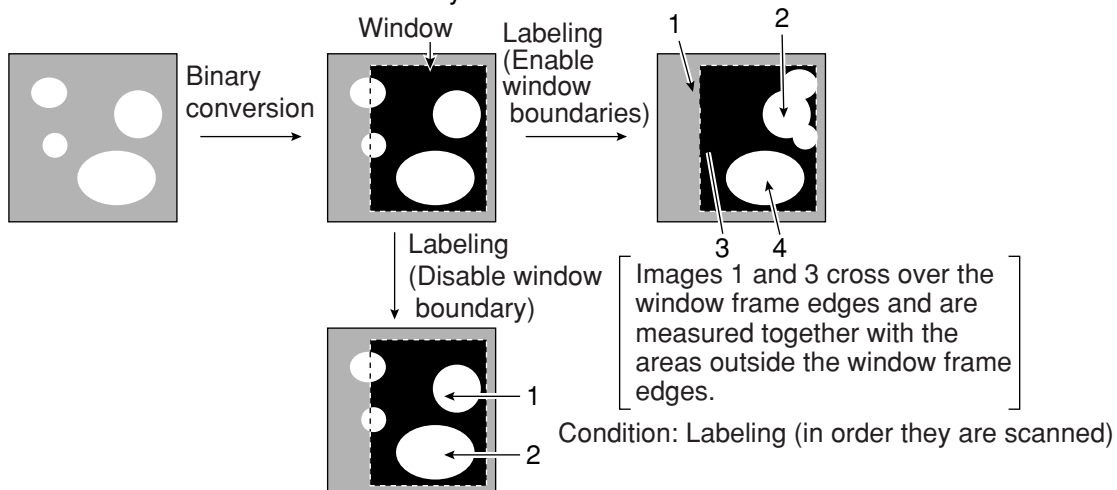 Window
Binary
conversion
Labeling
(Enable
window
boundaries)
1
2
3
4
Labeling
(Disable window
boundary)
1
2
Images 1 and 3 cross over the
window frame edges and are
measured together with the
areas outside the window frame
edges.
Condition: Labeling (in order they are scanned)